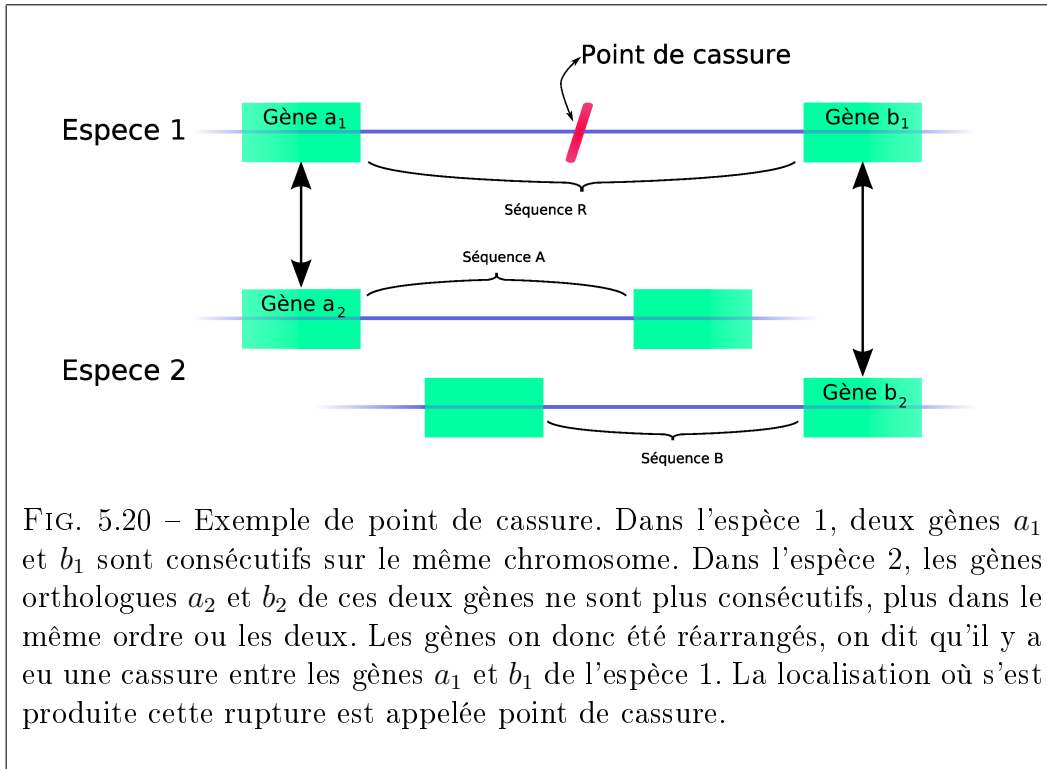 Point de cassure
Espece 1
Gène a₁
Gène b₁
Séquence R
Séquence A
Gène a₂
Espece 2
Gène b₂
Séquence B
FIG. 5.20 – Exemple de point de cassure. Dans l'espèce 1, deux gènes a₁
et b₁ sont consécutifs sur le même chromosome. Dans l'espèce 2, les gènes
orthologues a₂ et b₂ de ces deux gènes ne sont plus consécutifs, plus dans le
même ordre ou les deux. Les gènes on donc été réarrangés, on dit qu'il y a
eu une cassure entre les gènes a₁ et b₁ de l'espèce 1. La localisation où s'est
produite cette rupture est appelée point de cassure.